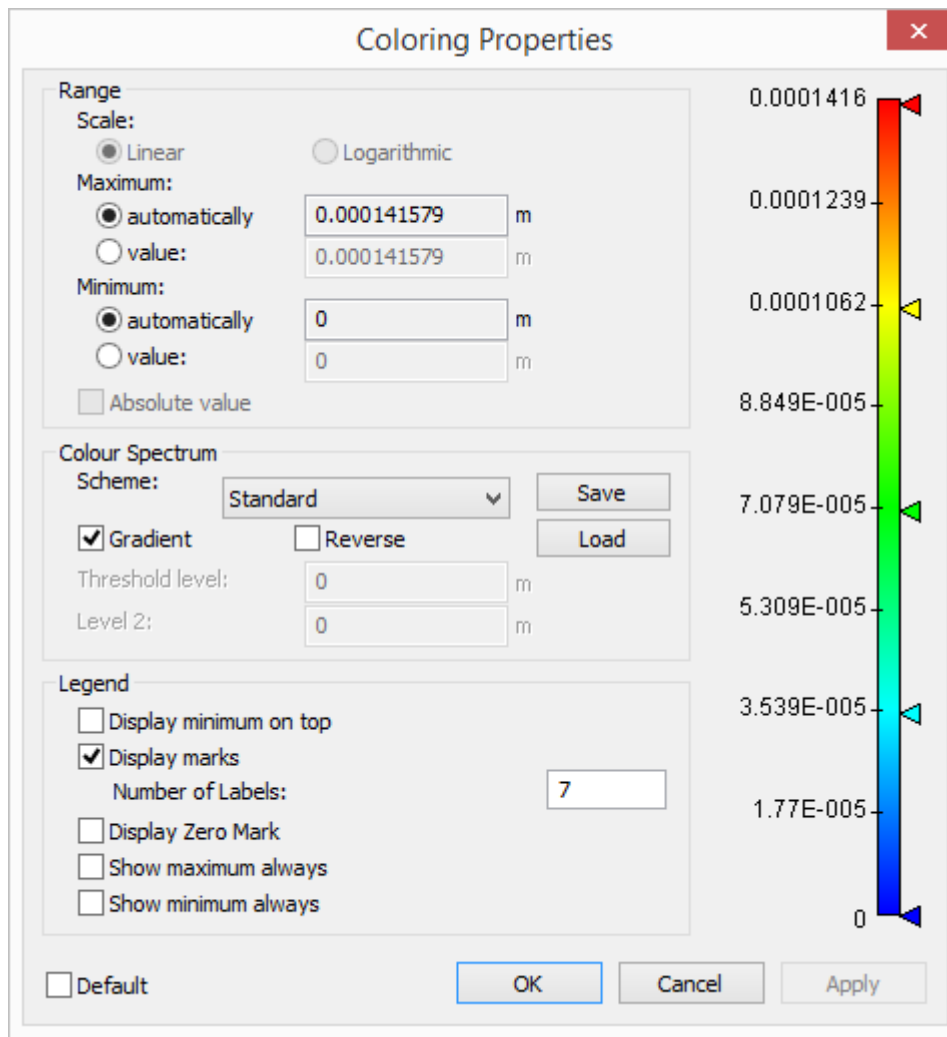 Coloring Properties
Range
Scale:
Linear
Logarithmic
Maximum:
automatically
0.000141579
m
value:
0.000141579
m
Minimum:
automatically
0
m
value:
0
m
Absolute value
Colour Spectrum
Scheme:
Standard
Save
Gradient
Reverse
Load
Threshold level:
0
m
Level 2:
0
m
Legend
Display minimum on top
Display marks
Number of Labels:
7
Display Zero Mark
Show maximum always
Show minimum always
0.0001416
0.0001239
0.0001062
8.849E-005
7.079E-005
5.309E-005
3.539E-005
1.77E-005
0
Default
OK
Cancel
Apply